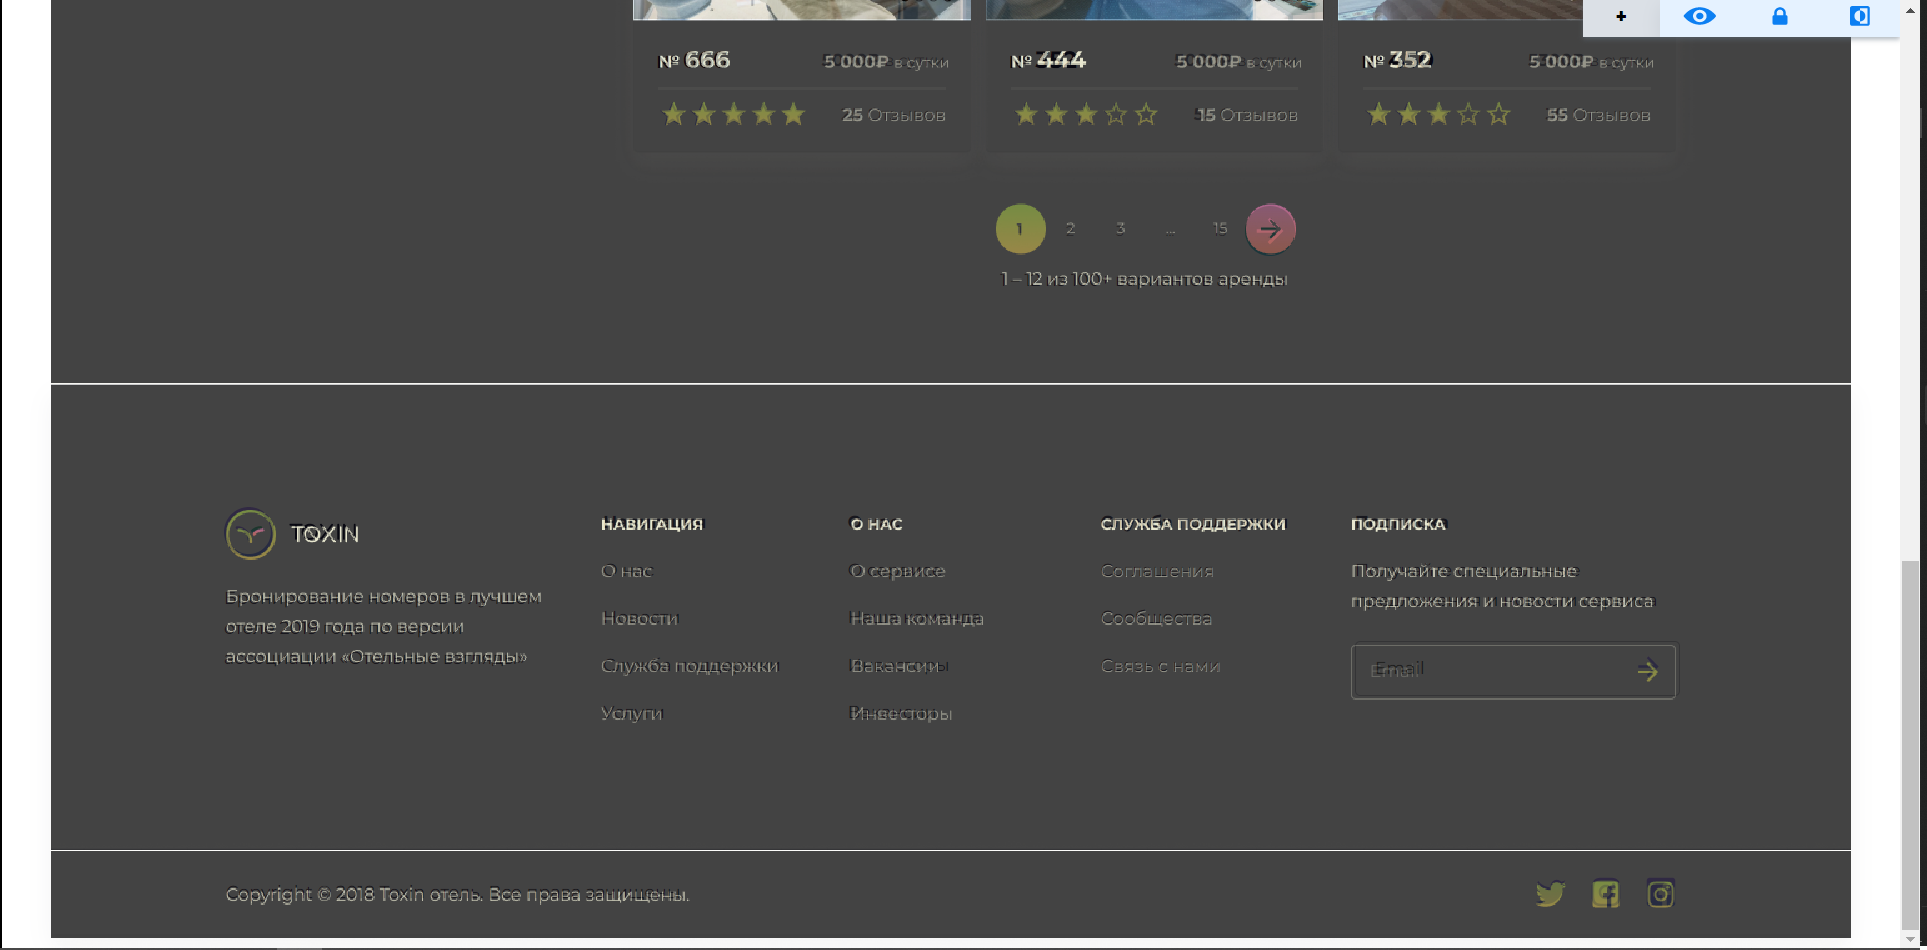 № 666 5 000₽ в сутки
№ 444 5 000₽ в сутки
№ 352 5 000₽ в сутки
25 Отзывов
15 Отзывов
55 Отзывов
1 2 3 ... 15
1 – 12 из 100+ вариантов аренды
TOXIN
Бронирование номеров в лучшем
отеле 2019 года по версии
ассоциации «Отельные взгляды»
НАВИГАЦИЯ
О нас
Новости
Служба поддержки
Услуги
О НАС
О сервисе
Наша команда
Вакансии
Инвесторы
СЛУЖБА ПОДДЕРЖКИ
Соглашения
Сообщества
Связь с нами
ПОДПИСКА
Получайте специальные
предложения и новости сервиса
Email
Copyright © 2018 Toxin отель. Все права защищены.